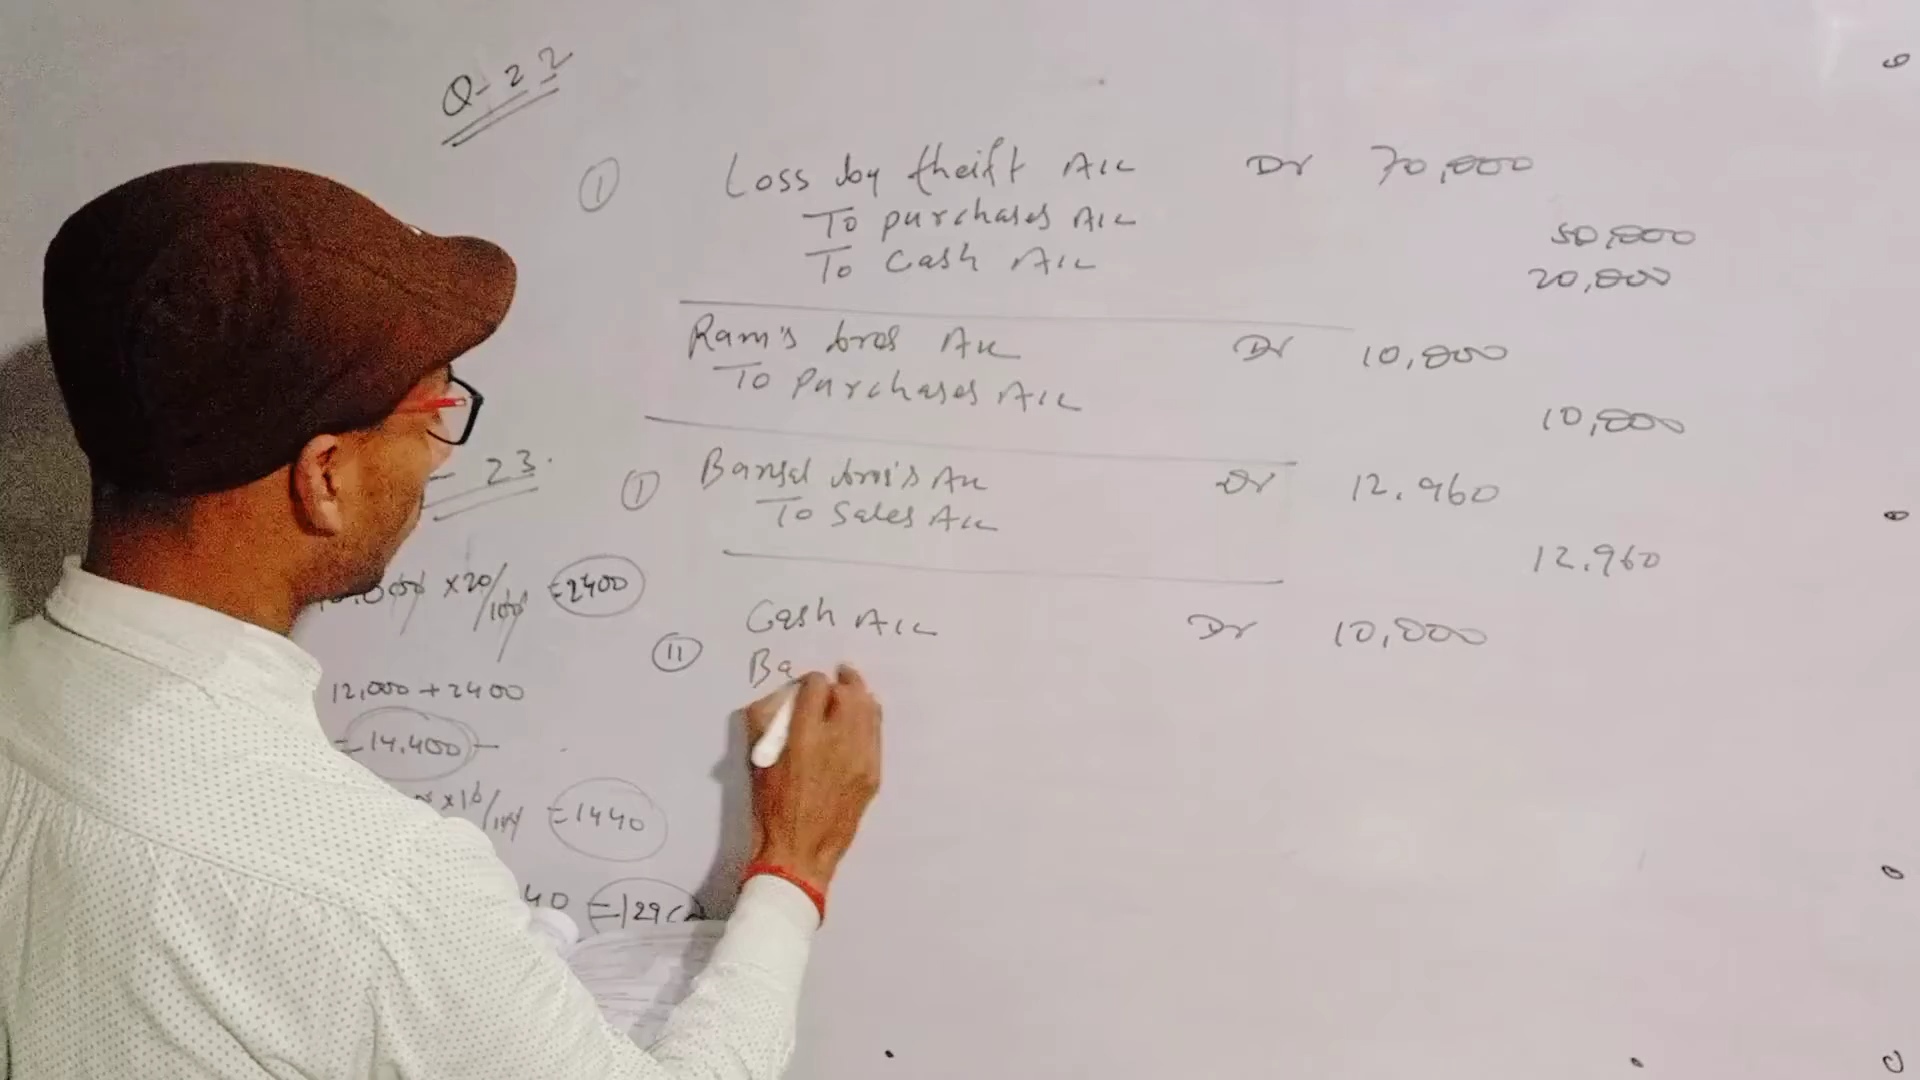 Q-22
① Loss by theift A/c Dr 70,000
To purchases A/c 50,000
To Cash A/c 20,000
Ram's bros A/c Dr 10,000
To Purchases A/c 10,000
- 23.
① Bansal bros's A/c Dr 12.960
To Sales A/c 12.960
×20/100 =2400
⑪ Cash A/c Dr 10,000
Ba
12,000 + 2400
= 14.400
×10/100 =1440
40 =129